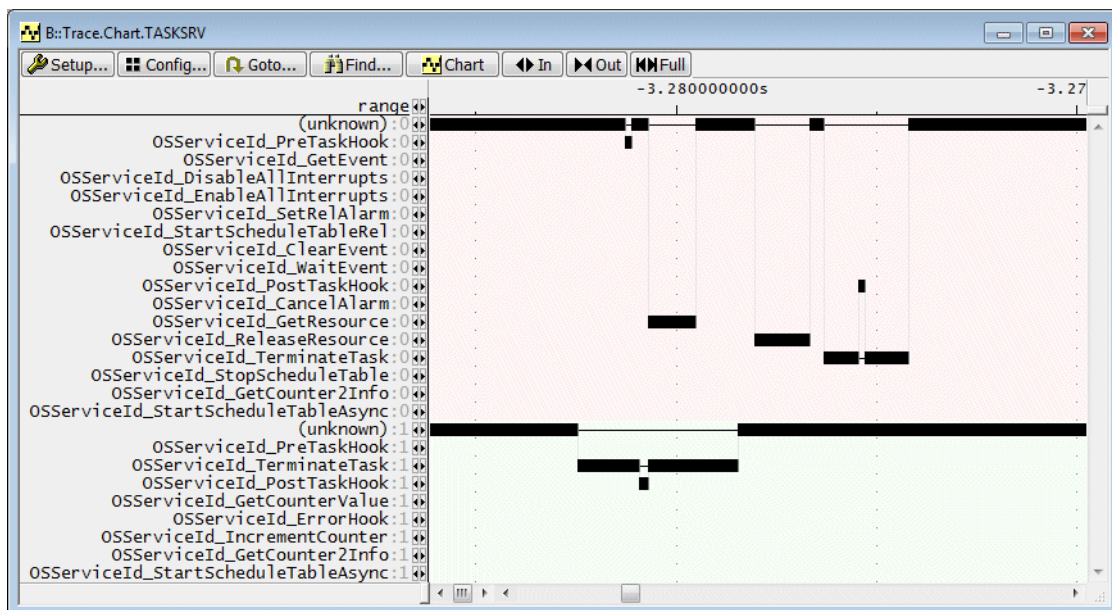 B::Trace.Chart.TASKSRV
Setup... Config... Goto... Find... Chart In Out Full
-3.280000000s -3.27
range
(unknown):0
OSServiceId_PreTaskHook:0
OSServiceId_GetEvent:0
OSServiceId_DisableAllInterrupts:0
OSServiceId_EnableAllInterrupts:0
OSServiceId_SetRelAlarm:0
OSServiceId_StartScheduleTableRel:0
OSServiceId_ClearEvent:0
OSServiceId_WaitEvent:0
OSServiceId_PostTaskHook:0
OSServiceId_CancelAlarm:0
OSServiceId_GetResource:0
OSServiceId_ReleaseResource:0
OSServiceId_TerminateTask:0
OSServiceId_StopScheduleTable:0
OSServiceId_GetCounter2Info:0
OSServiceId_StartScheduleTableAsync:0
(unknown):1
OSServiceId_PreTaskHook:1
OSServiceId_TerminateTask:1
OSServiceId_PostTaskHook:1
OSServiceId_GetCounterValue:1
OSServiceId_ErrorHook:1
OSServiceId_IncrementCounter:1
OSServiceId_GetCounter2Info:1
OSServiceId_StartScheduleTableAsync:1